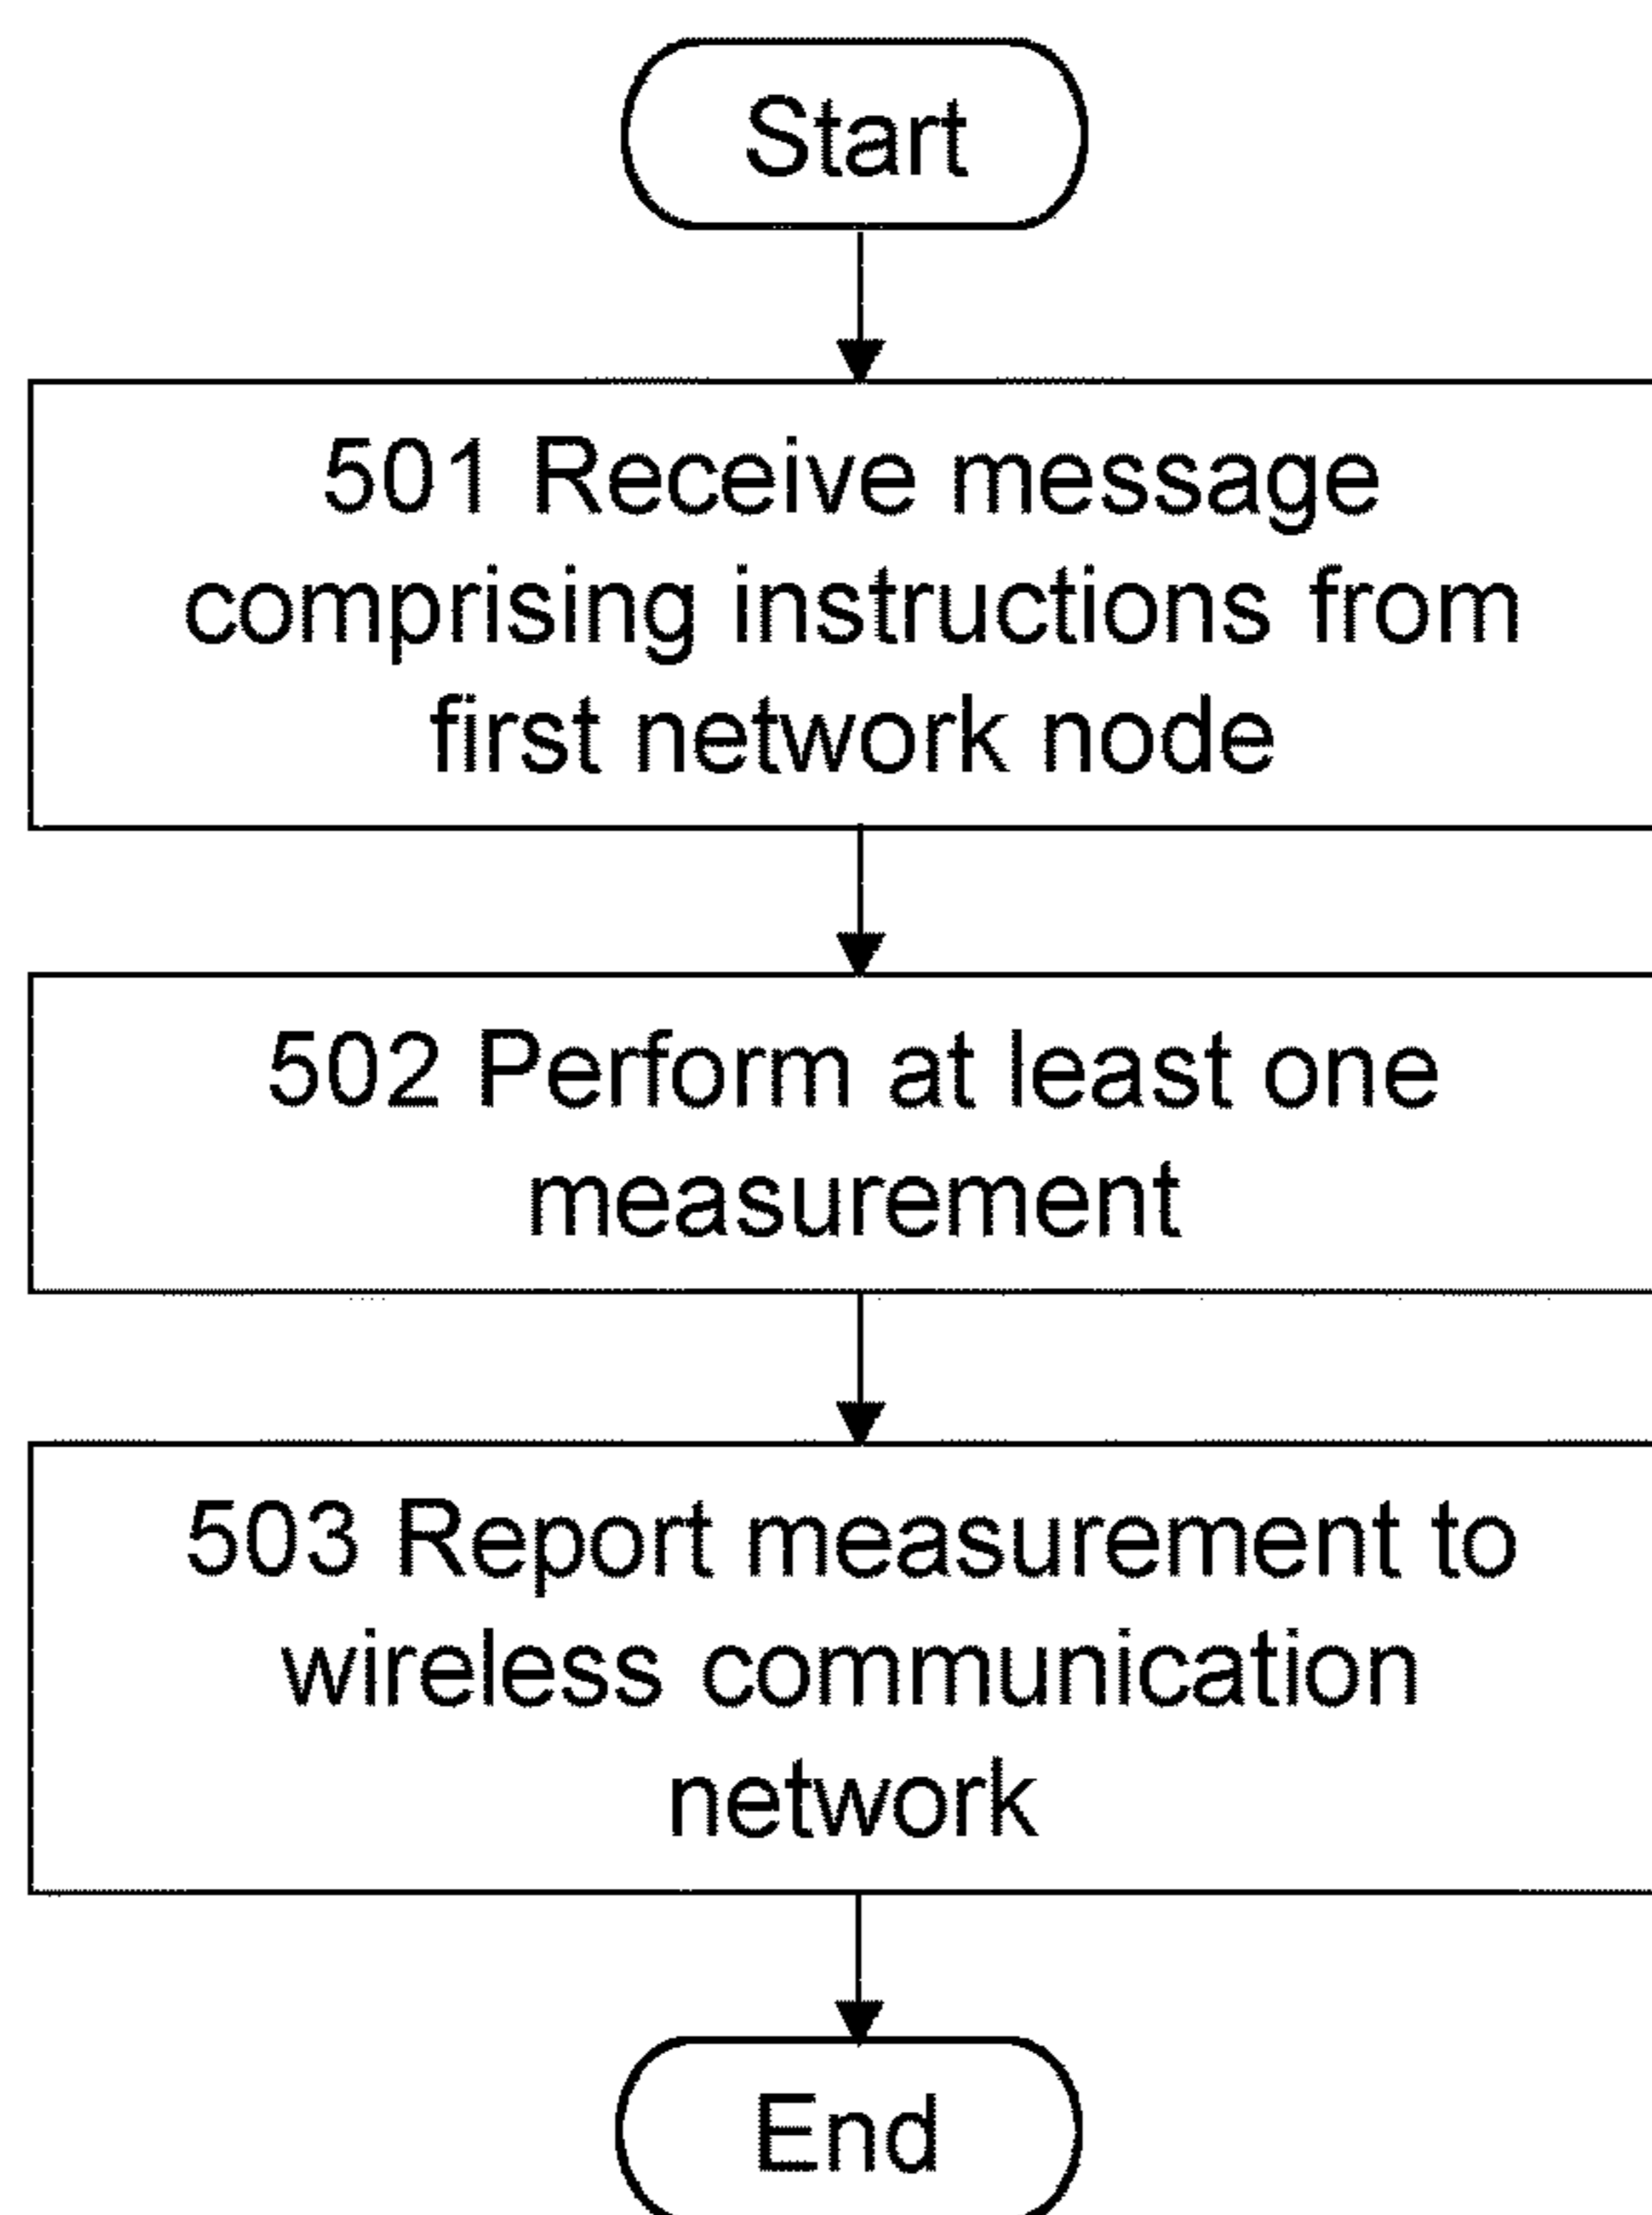 Start
501 Receive message
comprising instructions from
first network node
502 Perform at least one
measurement
503 Report measurement to
wireless communication
network
End